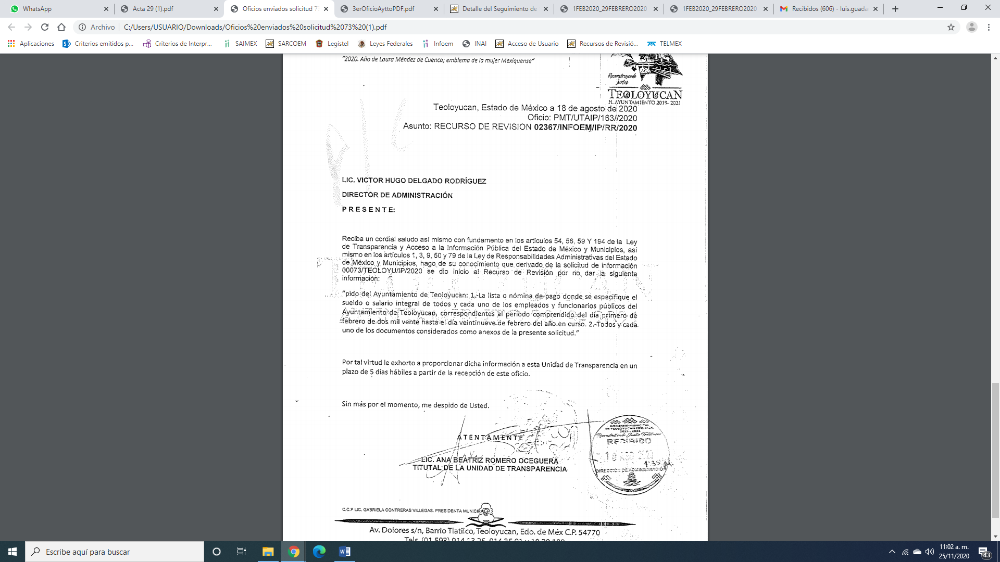 WhatsApp
Acta 29 (1).pdf
Oficios enviados solicitud 7
3erOficioAyttoPDF.pdf
Detalle del Seguimiento de
1FEB2020_29FEBRERO2020
1FEB2020_29FEBRERO2020
Recibidos (606) - luis.guada
Archivo
C:/Users/USUARIO/Downloads/Oficios%20enviados%20solicitud%2073%20(1).pdf
Aplicaciones
Criterios emitidos p...
Criterios de Interpr...
SAIMEX
SARCOEM
Legistel
Leyes Federales
Infoem
INAI
Acceso de Usuario
Recursos de Revisió...
TELMEX
"2020. Año de Laura Méndez de Cuenca; emblema de la mujer Mexiquense"
Reconstruyendo
juntos
TEOLOYUCAN
H. AYUNTAMIENTO 2019-2021
Teoloyucan, Estado de México a 18 de agosto de 2020
Oficio: PMT/UTAIP/163//2020
Asunto: RECURSO DE REVISION 02367/INFOEM/IP/RR/2020
LIC. VICTOR HUGO DELGADO RODRÍGUEZ
DIRECTOR DE ADMINISTRACIÓN
P R E S E N T E:
Reciba un cordial saludo así mismo con fundamento en los artículos 54, 56, 59 Y 194 de la Ley
de Transparencia y Acceso a la Información Pública del Estado de México y Municipios, así
mismo en los artículos 1, 3, 9, 50 y 79 de la Ley de Responsabilidades Administrativas del Estado
de México y Municipios, hago de su conocimiento que derivado de la solicitud de información
00073/TEOLOYU/IP/2020 se dio inicio al Recurso de Revisión por no dar la siguiente
información:
"pido del Ayuntamiento de Teoloyucan: 1.-La lista o nómina de pago donde se especifique el
sueldo o salario integral de todos y cada uno de los empleados y funcionarios públicos del
Ayuntamiento de Teoloyucan, correspondientes al periodo comprendido del día primero de
febrero de dos mil vente hasta el día veintinueve de febrero del año en curso. 2.-Todos y cada
uno de los documentos considerados como anexos de la presente solicitud."
Por tal virtud le exhorto a proporcionar dicha información a esta Unidad de Transparencia en un
plazo de 5 días hábiles a partir de la recepción de este oficio.
Sin más por el momento, me despido de Usted.
A T E N T A M E N T E
LIC. ANA BEATRIZ ROMERO OCEGUERA
TITUTAL DE LA UNIDAD DE TRANSPARENCIA
GOBIERNO MUNICIPAL
DE TEOLOYUCAN EDO. MEX.
2019 - 2021
RECIBIDO
18 AGO 2020
4:35 pm
DIRECCION DE ADMINISTRACIÓN
C.C.P LIC. GABRIELA CONTRERAS VILLEGAS. PRESIDENTA MUNICIPAL
Av. Dolores s/n, Barrio Tlatilco, Teoloyucan, Edo. de Méx C.P. 54770
Tels. (01 593) 914 13 25, 914 35 01 y 10 20 100
Escribe aquí para buscar
11:02 a. m.
25/11/2020
43